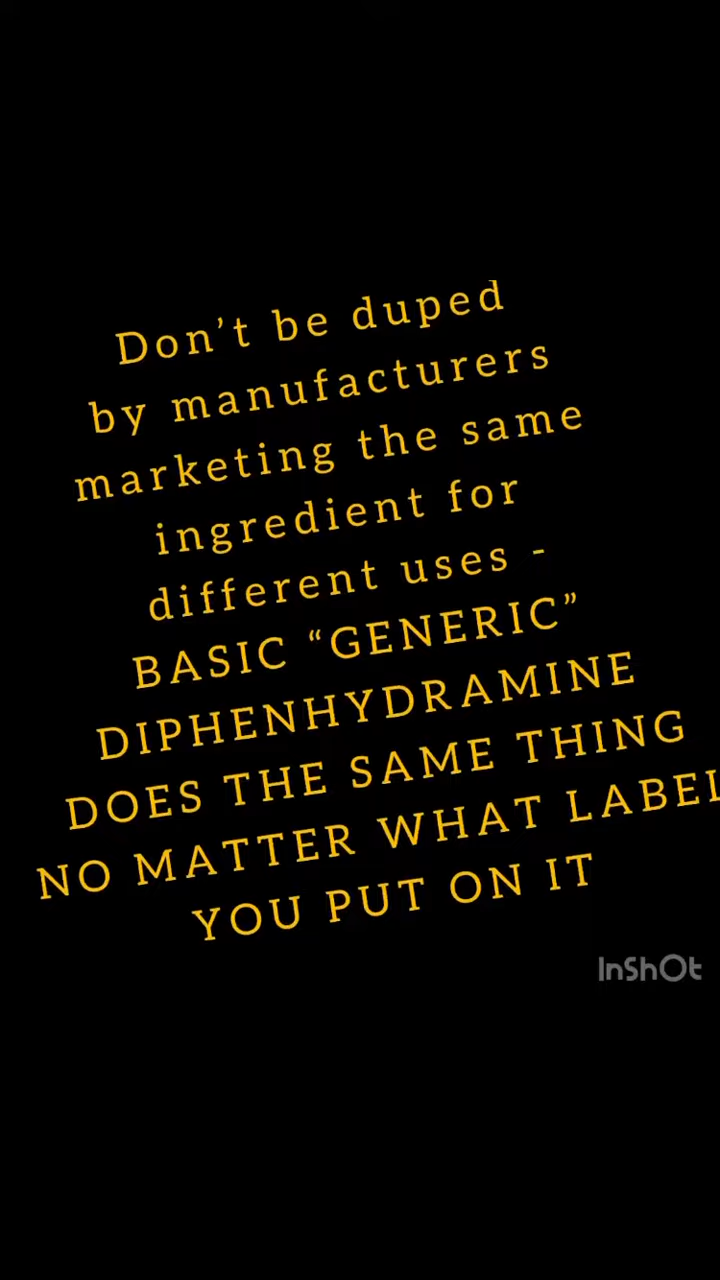 Don’t be duped
by manufacturers
marketing the same
ingredient for
different uses -
BASIC “GENERIC”
DIPHENHYDRAMINE
DOES THE SAME THING
NO MATTER WHAT LABEL
YOU PUT ON IT
InShOt